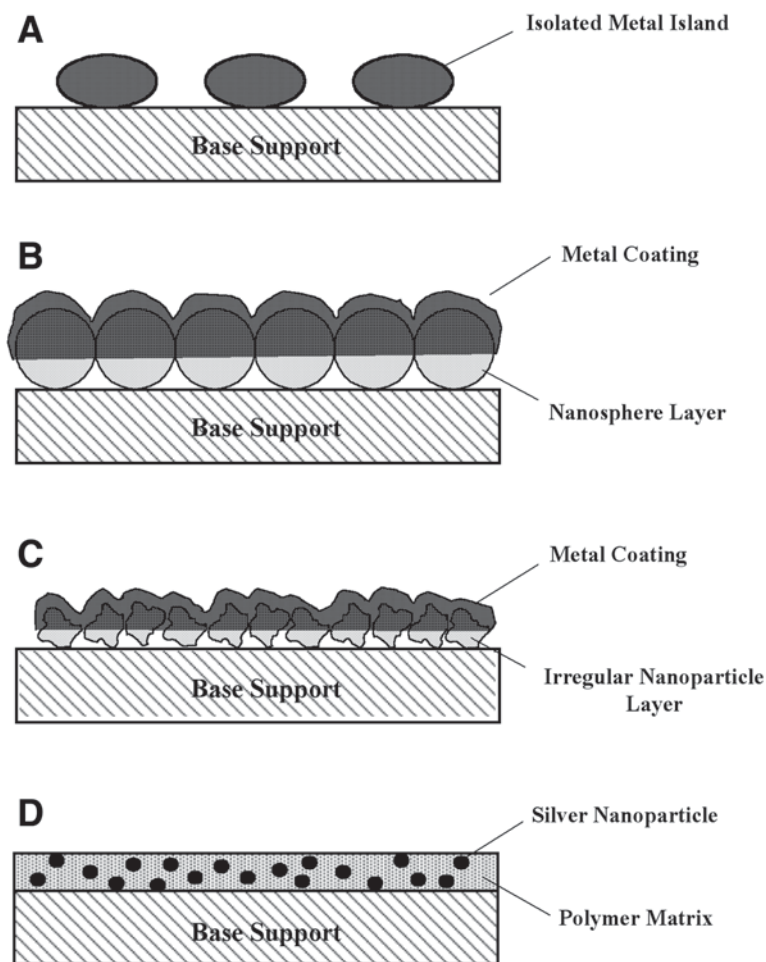 A
Isolated Metal Island
Base Support
B
Metal Coating
Nanosphere Layer
Base Support
C
Metal Coating
Irregular Nanoparticle
Layer
Base Support
D
Silver Nanoparticle
Polymer Matrix
Base Support